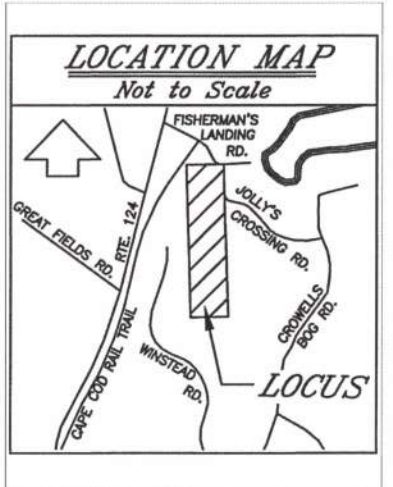 LOCATION MAP
Not to Scale
FISHERMAN'S
LANDING
RD.
JOLLY'S
CROSSING RD.
GREAT FIELDS RD.
RTE. 124
CROWELLS
BOG RD.
CAPE COD RAIL TRAIL
WINSTEAD
RD.
LOCUS